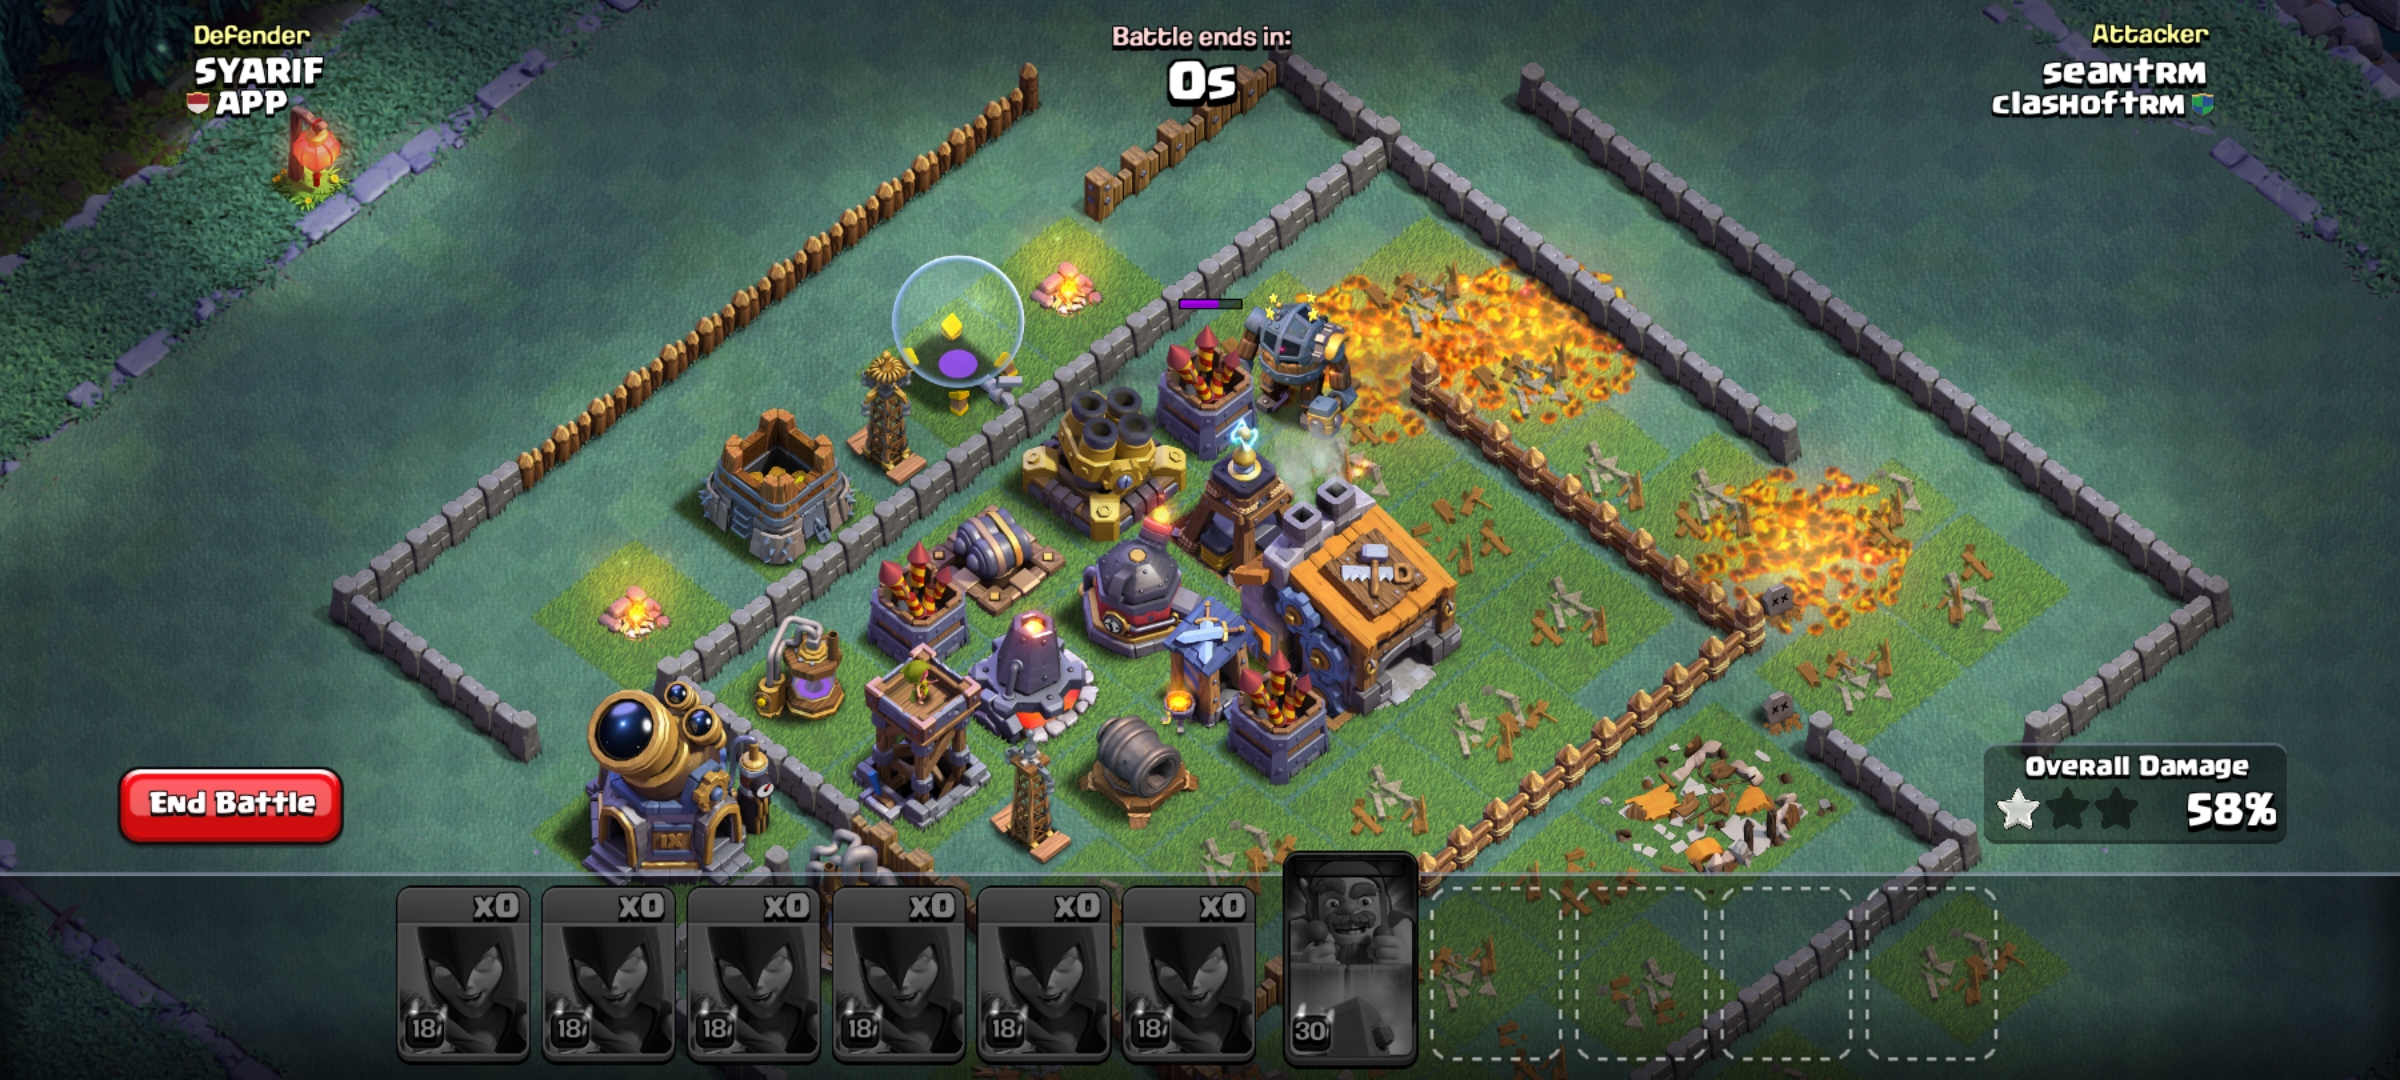 Defender
SYARIF
APP
Battle ends in:
0s
Attacker
seantRM
clashoftRM
End Battle
Overall Damage
58%
IX
x0
x0
x0
x0
x0
x0
18
18
18
18
18
18
30